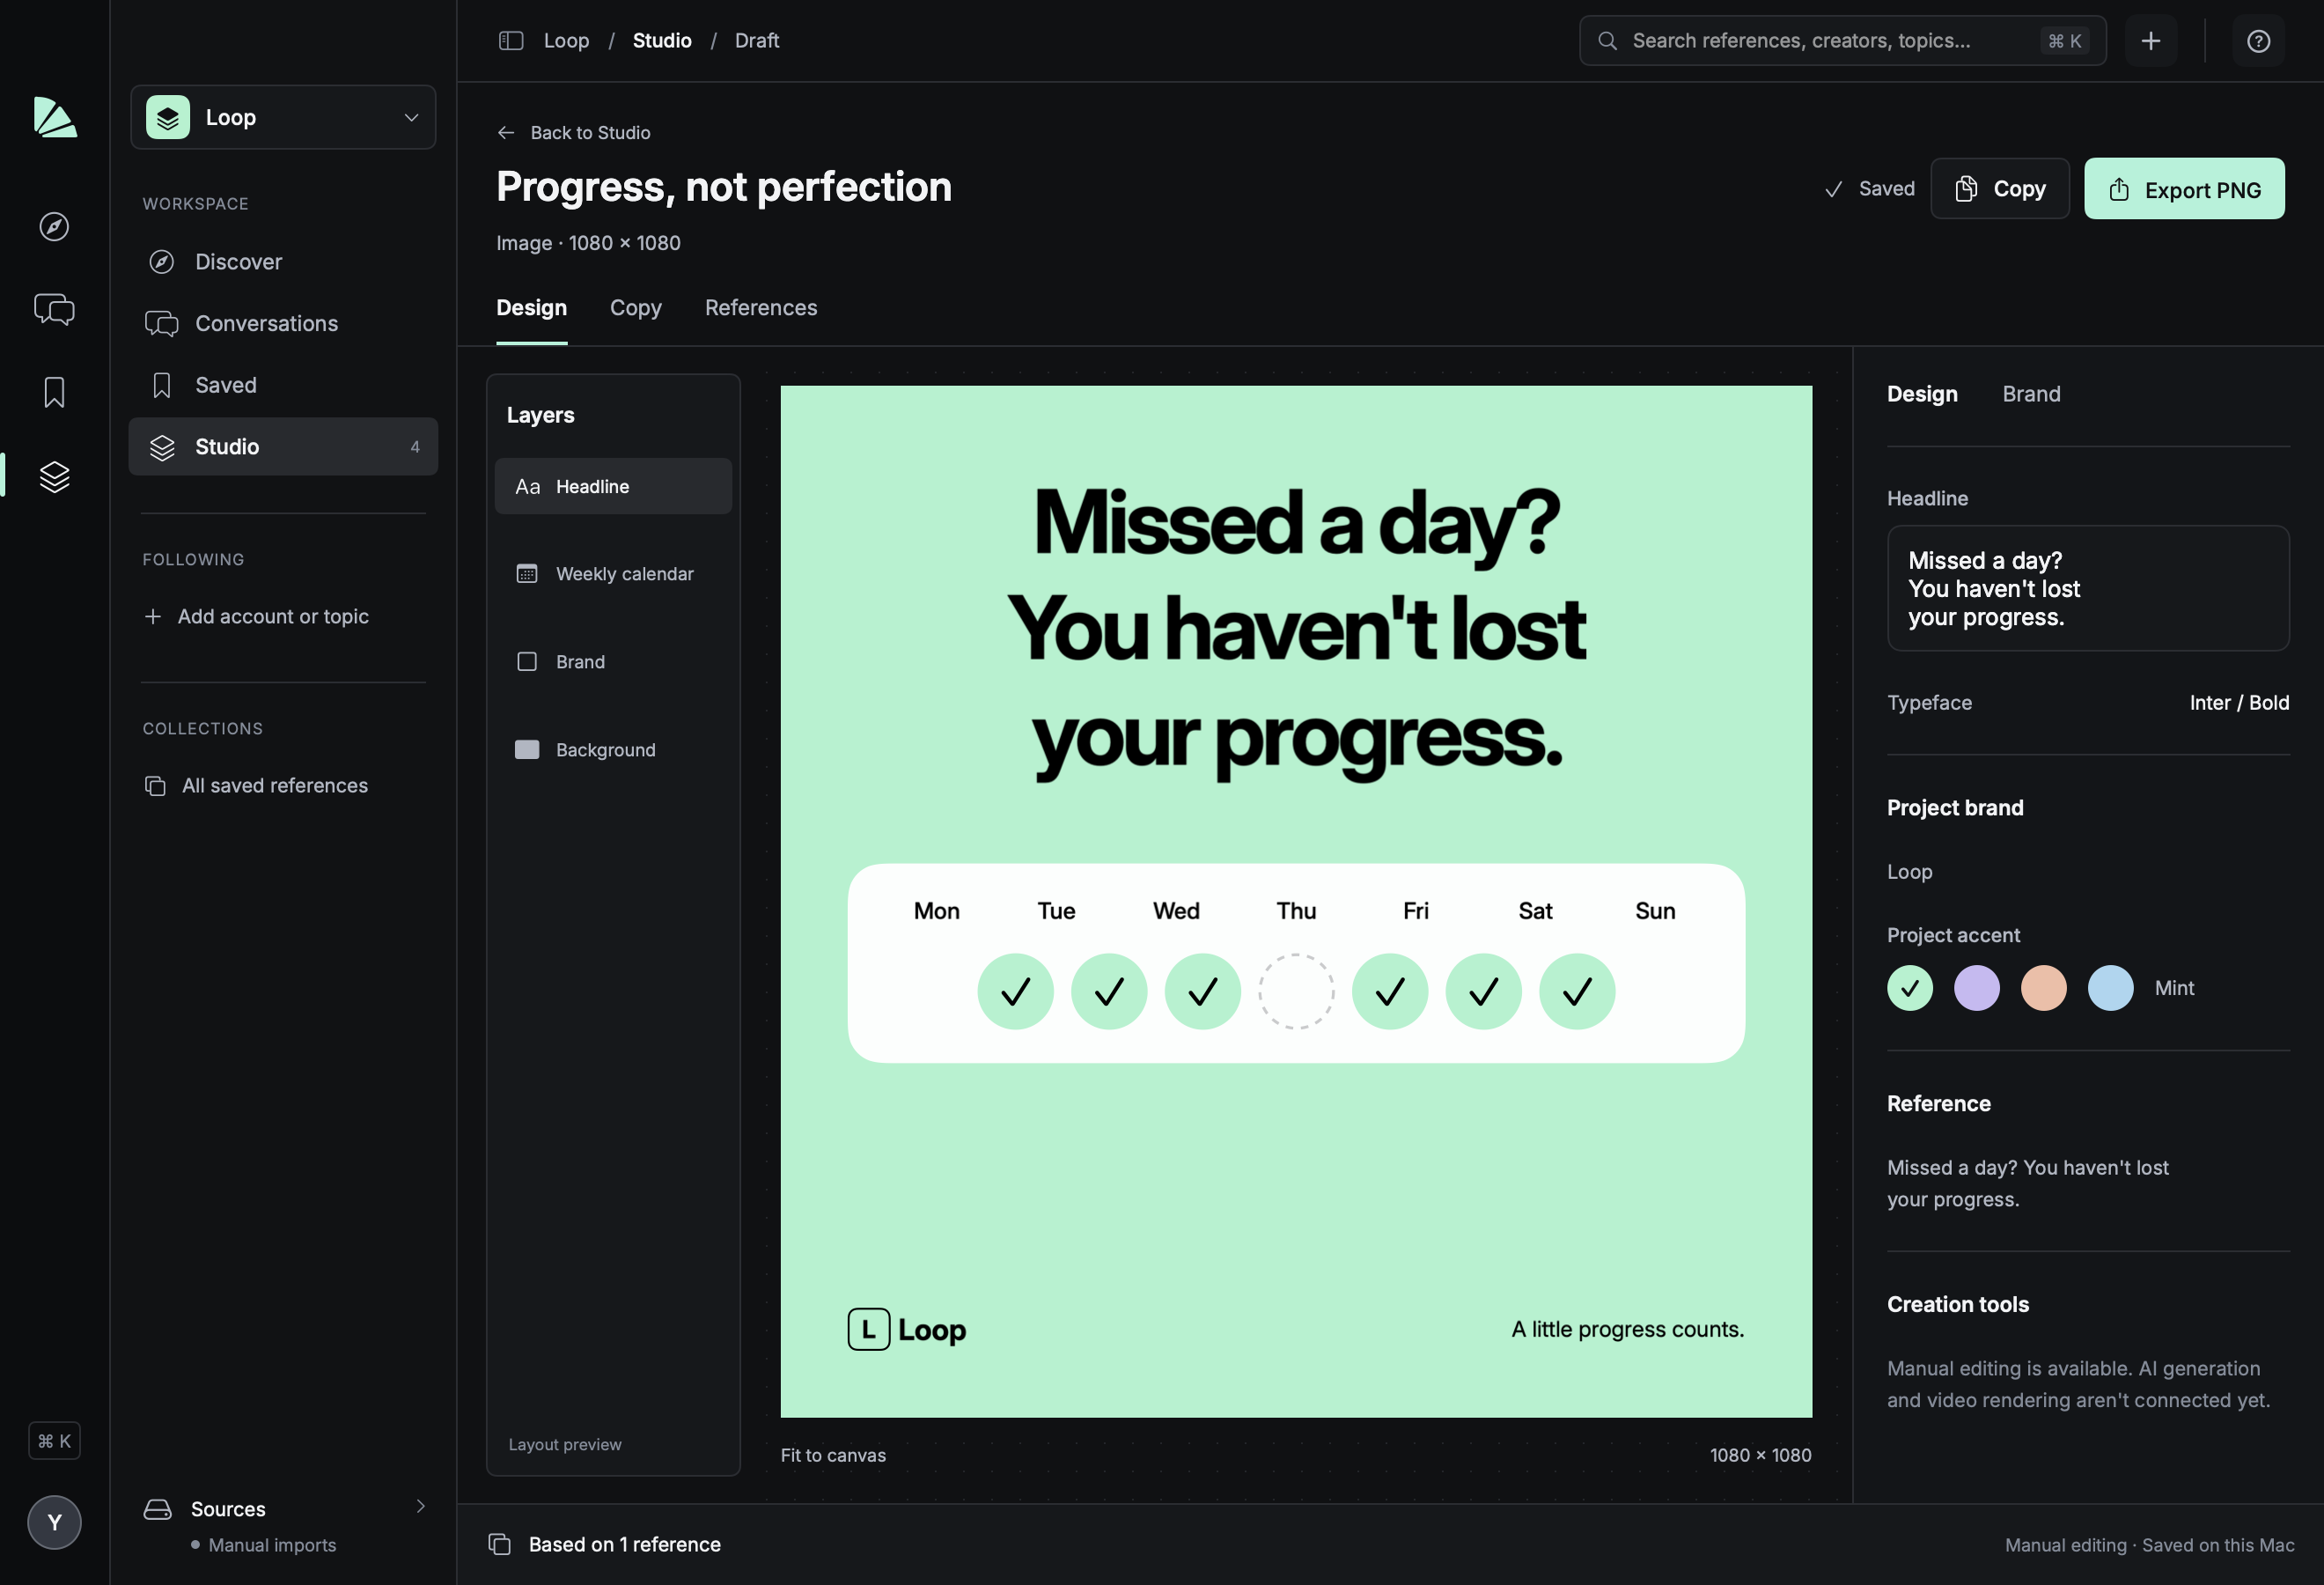 Loop / Studio / Draft
Search references, creators, topics... ⌘ K
Loop
WORKSPACE
Discover
Conversations
Saved
Studio 4
FOLLOWING
Add account or topic
COLLECTIONS
All saved references
⌘ K
Y
Sources
Manual imports
Back to Studio
Progress, not perfection
Image · 1080 × 1080
Saved
Copy
Export PNG
Design Copy References
Layers
Aa Headline
Weekly calendar
Brand
Background
Layout preview
Missed a day?
You haven't lost
your progress.
Mon Tue Wed Thu Fri Sat Sun
L Loop
A little progress counts.
Fit to canvas
1080 × 1080
Design Brand
Headline
Missed a day?
You haven't lost
your progress.
Typeface Inter / Bold
Project brand
Loop
Project accent
Mint
Reference
Missed a day? You haven't lost
your progress.
Creation tools
Manual editing is available. AI generation
and video rendering aren't connected yet.
Based on 1 reference
Manual editing · Saved on this Mac